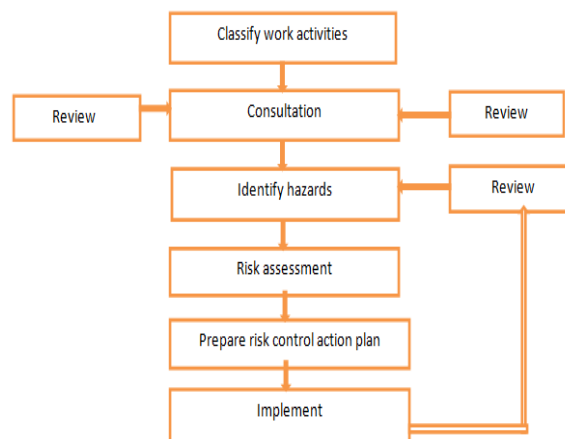 Classify work activities
Review
Consultation
Review
Identify hazards
Review
Risk assessment
Prepare risk control action plan
Implement